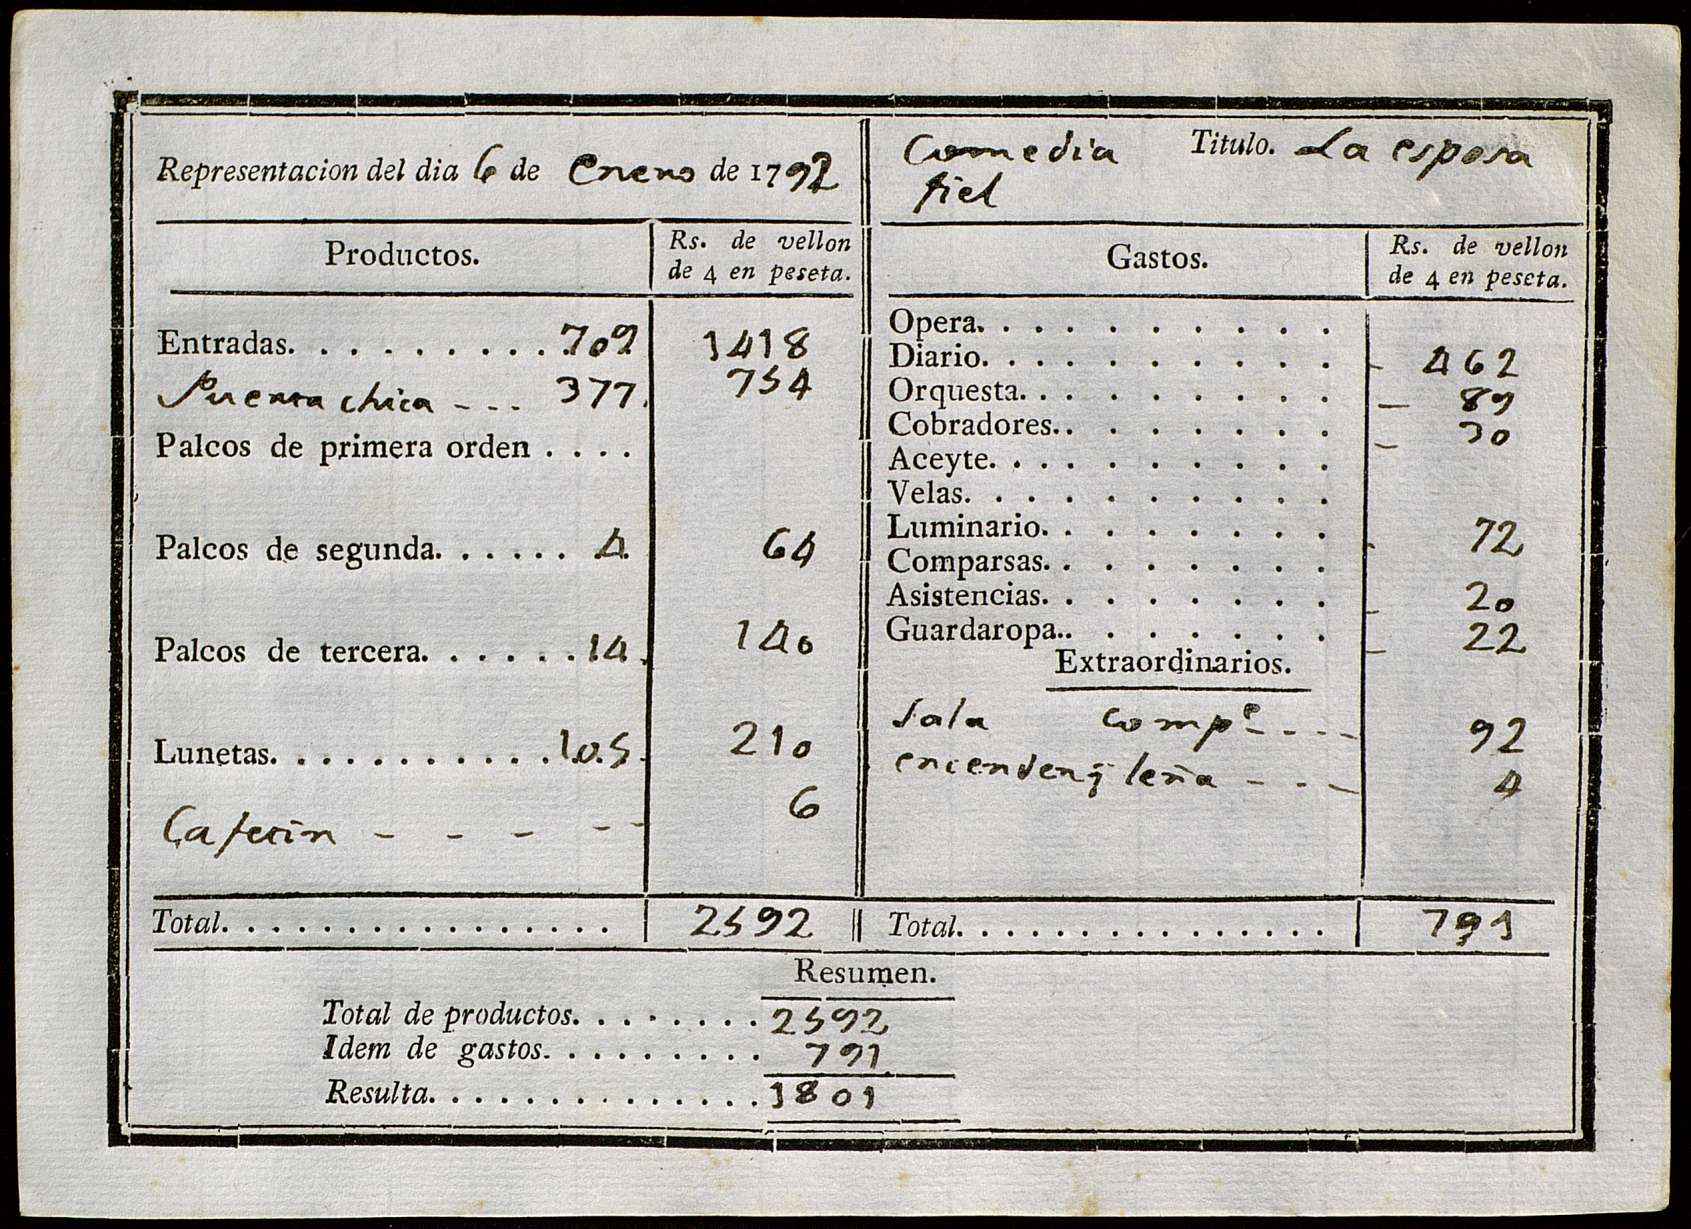 Representacion del dia 6 de Enero de 1792
Comedia Titulo. La esposa
fiel
Productos. Rs. de vellon
de 4 en peseta.
Entradas. . . . . . . . . . 709 1418
Puerta chica - - - 377. 754
Palcos de primera orden . . . .
Palcos de segunda. . . . . . 4. 64
Palcos de tercera. . . . . . 14. 140
Lunetas. . . . . . . . . . . 105. 210
Cafetin - - - - - 6
Total. . . . . . . . . . . . . . . . . 2592
Gastos. Rs. de vellon
de 4 en peseta.
Opera. . . . . . . . . . .
Diario. . . . . . . . . . . - 462
Orquesta. . . . . . . . . . - 89
Cobradores.. . . . . . . . - 30
Aceyte. . . . . . . . . . .
Velas. . . . . . . . . . .
Luminario. . . . . . . . . - 72
Comparsas. . . . . . . . .
Asistencias. . . . . . . . - 20
Guardaropa.. . . . . . . . - 22
Extraordinarios.
Sala Compe - - - - 92
encender y leña - - - - 4
Total. . . . . . . . . . . . . . . . 791
Resumen.
Total de productos. . . . . . . . 2592
Idem de gastos. . . . . . . . . . 791
Resulta. . . . . . . . . . . . . . . 1801